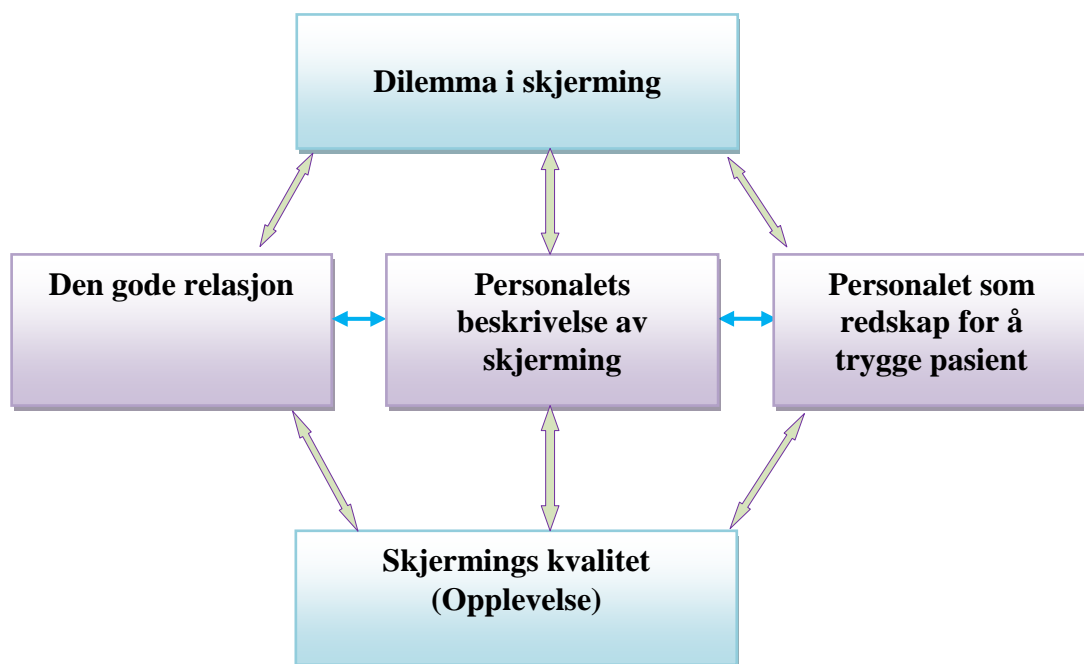 Dilemma i skjerming
Den gode relasjon
Personalets
beskrivelse av
skjerming
Personalet som
redskap for å
trygge pasient
Skjermings kvalitet
(Opplevelse)